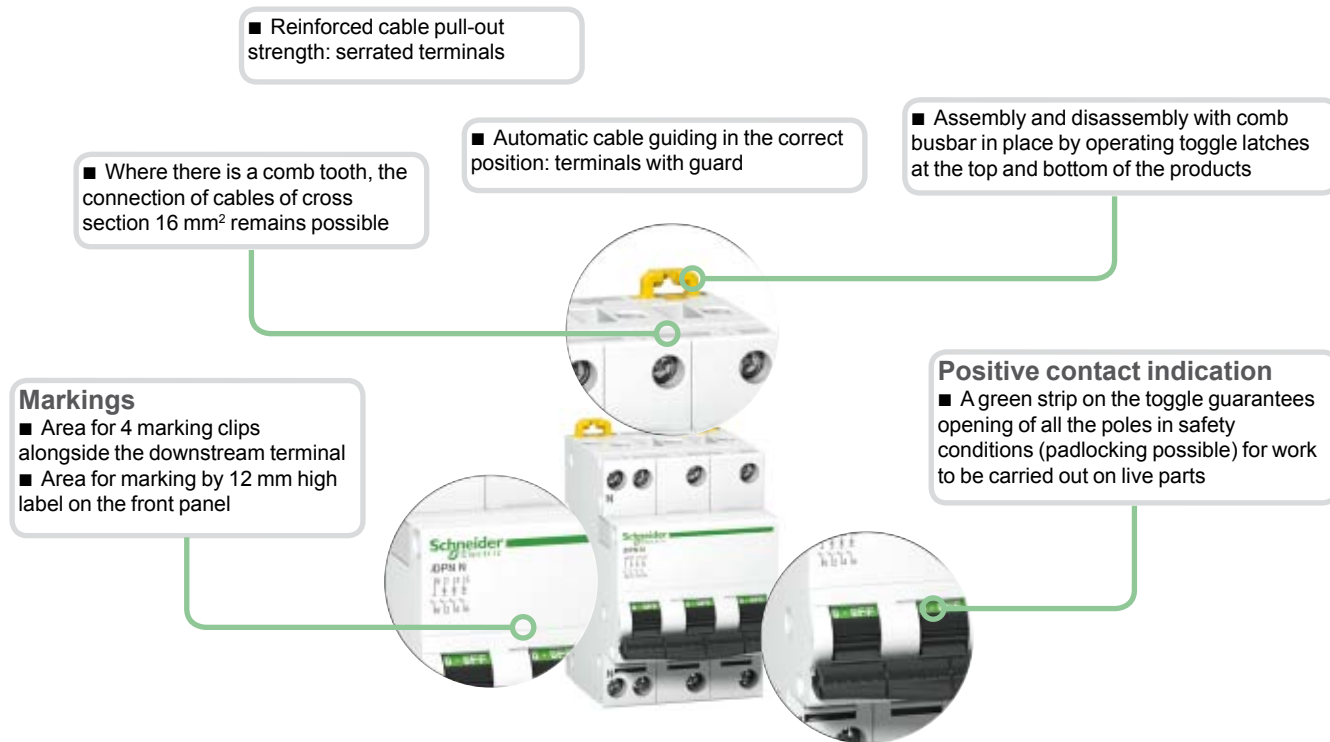 ■ Reinforced cable pull-out
strength: serrated terminals
■ Automatic cable guiding in the correct
position: terminals with guard
■ Assembly and disassembly with comb
busbar in place by operating toggle latches
at the top and bottom of the products
■ Where there is a comb tooth, the
connection of cables of cross
section 16 mm² remains possible
Markings
■ Area for 4 marking clips
alongside the downstream terminal
■ Area for marking by 12 mm high
label on the front panel
Positive contact indication
■ A green strip on the toggle guarantees
opening of all the poles in safety
conditions (padlocking possible) for work
to be carried out on live parts
Schneider
Electric
iDPN N
N
Schneider
Electric
iDPN N
N